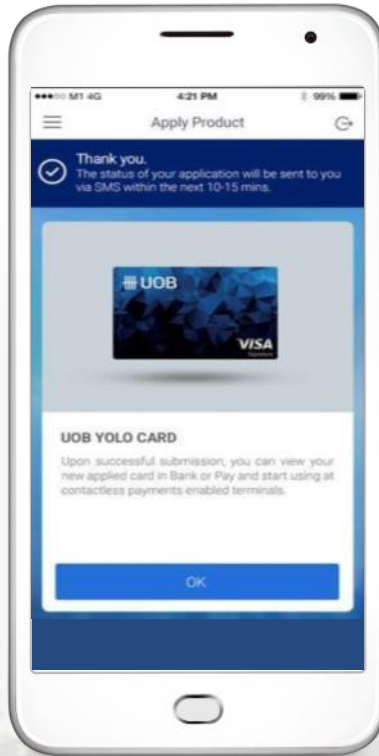 M1 4G 4:21 PM 99%
Apply Product
Thank you.
The status of your application will be sent to you
via SMS within the next 10-15 mins.
UOB
VISA
Signature
UOB YOLO CARD
Upon successful submission, you can view your
new applied card in Bank or Pay and start using at
contactless payments enabled terminals.
OK